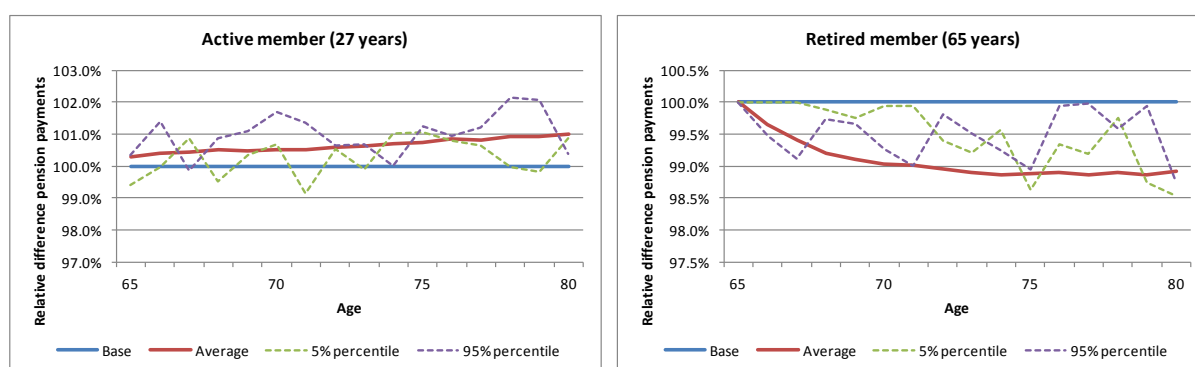 Active member (27 years)
Relative difference pension payments
103.0%
102.0%
101.0%
100.0%
99.0%
98.0%
97.0%
65 70 75 80
Age
Base Average 5% percentile 95% percentile
Retired member (65 years)
Relative difference pension payments
100.5%
100.0%
99.5%
99.0%
98.5%
98.0%
97.5%
65 70 75 80
Age
Base Average 5% percentile 95% percentile